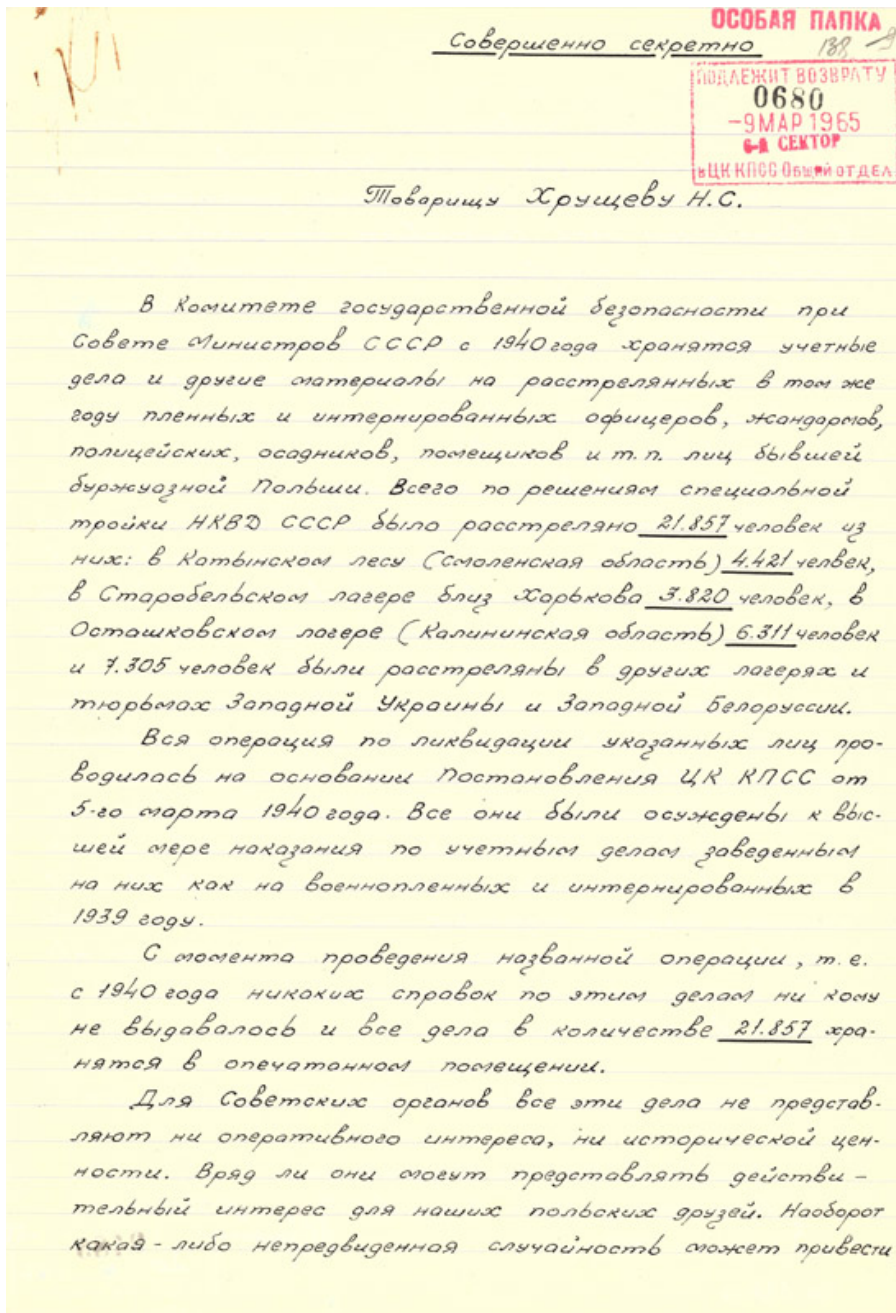 ОСОБАЯ ПАПКА
Совершенно секретно
138
ПОДЛЕЖИТ ВОЗВРАТУ
0680
-9 МАР 1965
6-й СЕКТОР
в ЦК КПСС Общий отдел
Товарищу Хрущеву Н.С.
В Комитете государственной безопасности при
Совете Министров СССР с 1940 года хранятся учетные
дела и другие материалы на расстрелянных в том же
году пленных и интернированных офицеров, жандармов,
полицейских, осадников, помещиков и т.п. лиц бывшей
буржуазной Польши. Всего по решениям специальной
тройки НКВД СССР было расстреляно 21.857 человек из
них: в Катынском лесу (Смоленская область) 4.421 челвек,
в Старобельском лагере близ Харькова 3.820 человек, в
Осташковском лагере (Калининская область) 6.311 человек
и 7.305 человек были расстреляны в других лагерях и
тюрьмах Западной Украины и Западной Белоруссии.
Вся операция по ликвидации указанных лиц про-
водилась на основании Постановления ЦК КПСС от
5-го марта 1940 года. Все они были осуждены к выс-
шей мере наказания по учетным делам заведенным
на них как на военнопленных и интернированных в
1939 году.
С момента проведения названной операции, т.е.
с 1940 года никаких справок по этим делам ни кому
не выдавалось и все дела в количестве 21.857 хра-
нятся в опечатанном помещении.
Для Советских органов все эти дела не представ-
ляют ни оперативного интереса, ни исторической цен-
ности. Вряд ли они могут представлять действи-
тельный интерес для наших польских друзей. Наоборот
какая-либо непредвиденная случайность может привести